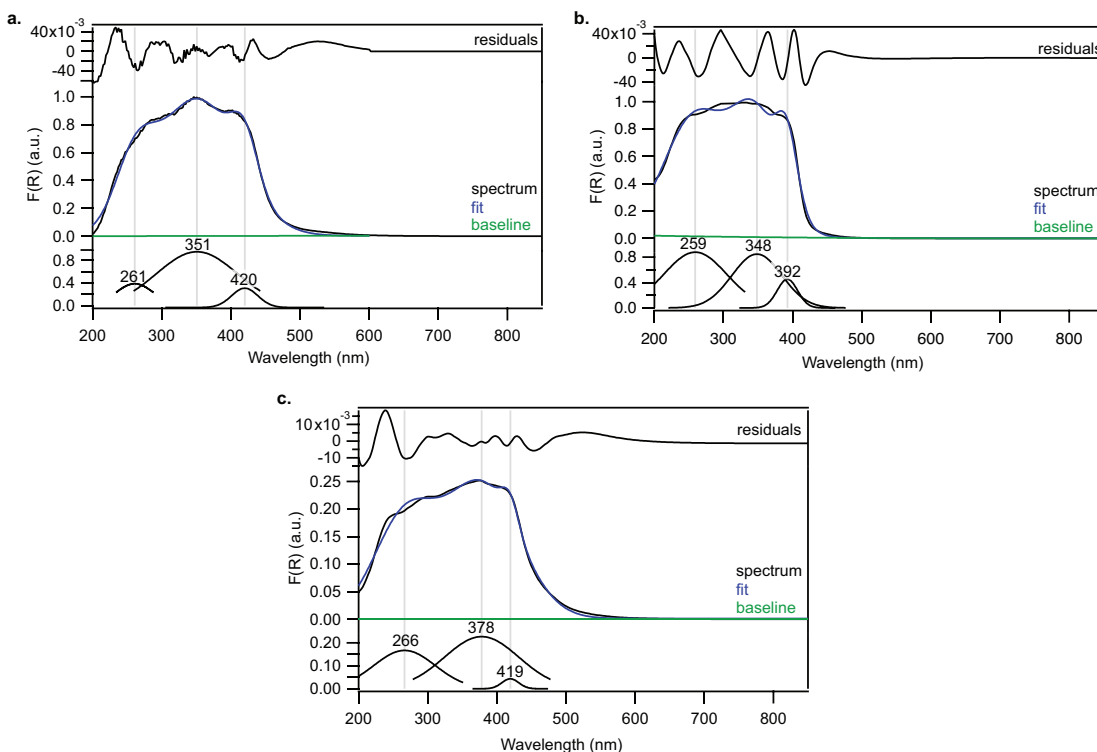 a.
40x10⁻³
0
-40
residuals
1.0
0.8
0.6
0.4
0.2
0.0
F(R) (a.u.)
spectrum
fit
baseline
0.8
0.4
0.0
261
351
420
200 300 400 500 600 700 800
Wavelength (nm)
b.
40x10⁻³
0
-40
residuals
1.0
0.8
0.6
0.4
0.2
0.0
F(R) (a.u.)
spectrum
fit
baseline
0.8
0.4
0.0
259
348
392
200 300 400 500 600 700 800
Wavelength (nm)
c.
10x10⁻³
0
-10
residuals
0.25
0.20
0.15
0.10
0.05
0.00
F(R) (a.u.)
spectrum
fit
baseline
0.20
0.10
0.00
266
378
419
200 300 400 500 600 700 800
Wavelength (nm)